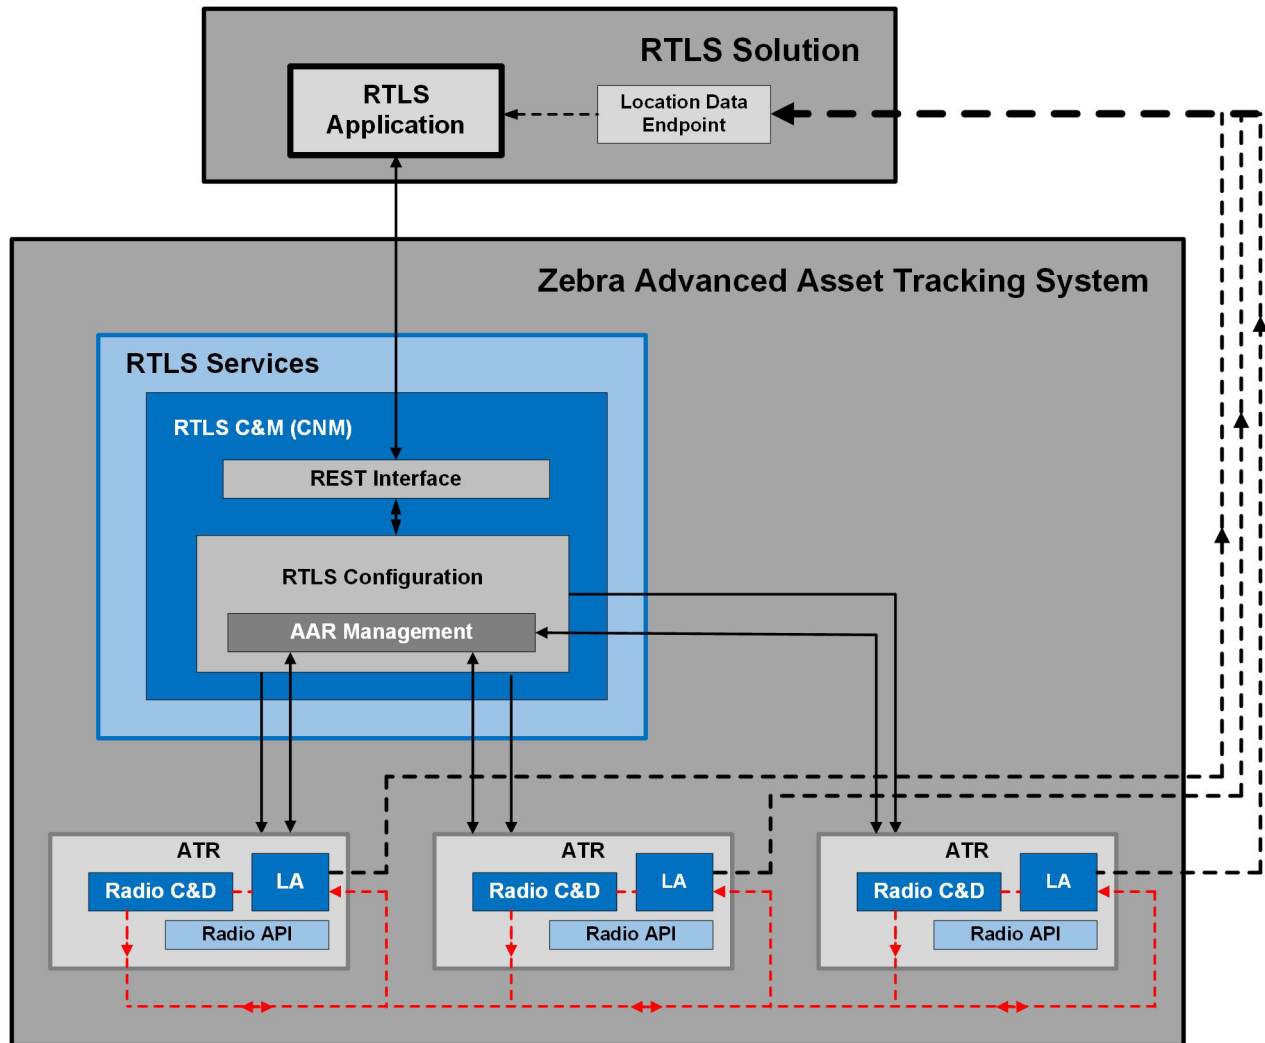 RTLS Solution
RTLS
Application
Location Data
Endpoint
Zebra Advanced Asset Tracking System
RTLS Services
RTLS C&M (CNM)
REST Interface
RTLS Configuration
AAR Management
ATR
Radio C&D
LA
Radio API
ATR
Radio C&D
LA
Radio API
ATR
Radio C&D
LA
Radio API